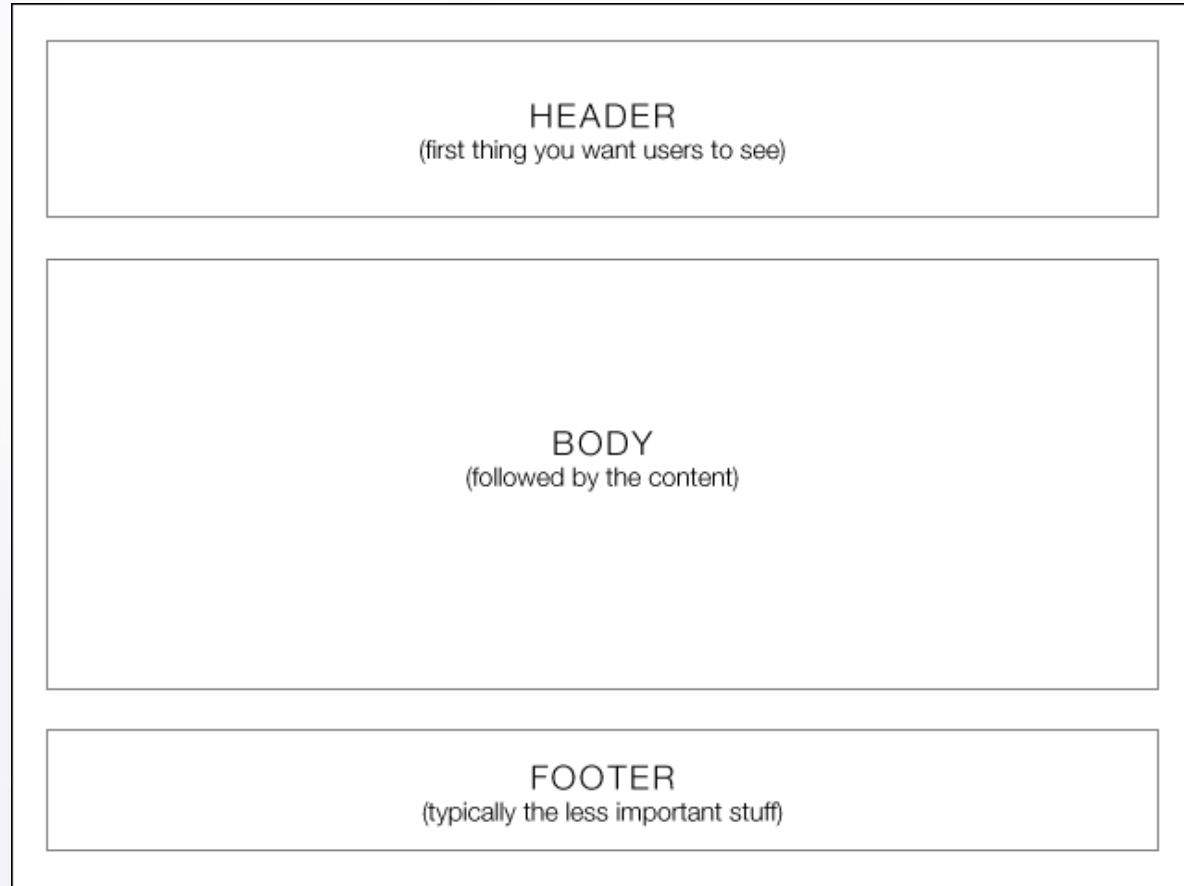 HEADER
(first thing you want users to see)
BODY
(followed by the content)
FOOTER
(typically the less important stuff)